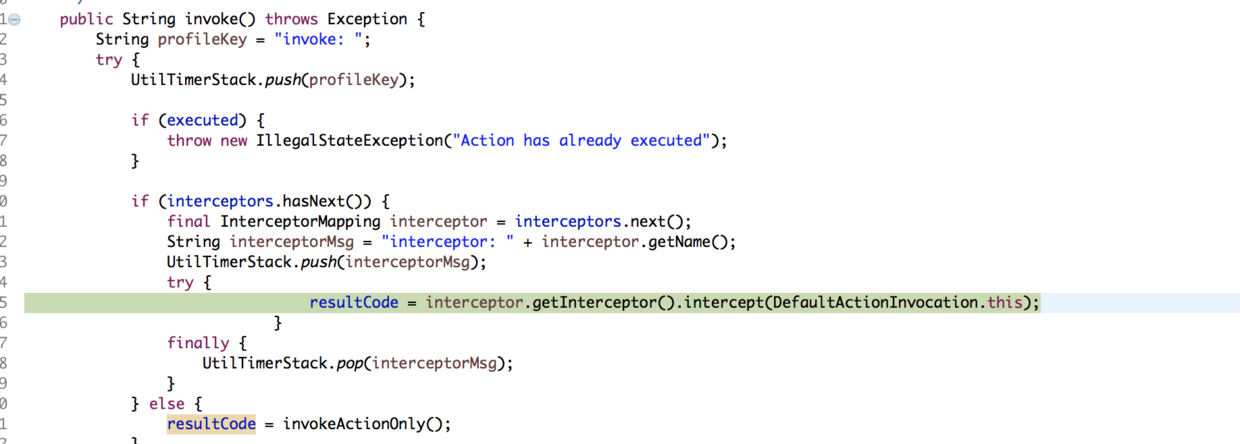 1 public String invoke() throws Exception {
2 String profileKey = "invoke: ";
3 try {
4 UtilTimerStack.push(profileKey);
5
6 if (executed) {
7 throw new IllegalStateException("Action has already executed");
8 }
9
0 if (interceptors.hasNext()) {
1 final InterceptorMapping interceptor = interceptors.next();
2 String interceptorMsg = "interceptor: " + interceptor.getName();
3 UtilTimerStack.push(interceptorMsg);
4 try {
5 resultCode = interceptor.getInterceptor().intercept(DefaultActionInvocation.this);
6 }
7 finally {
8 UtilTimerStack.pop(interceptorMsg);
9 }
0 } else {
1 resultCode = invokeActionOnly();
2 }